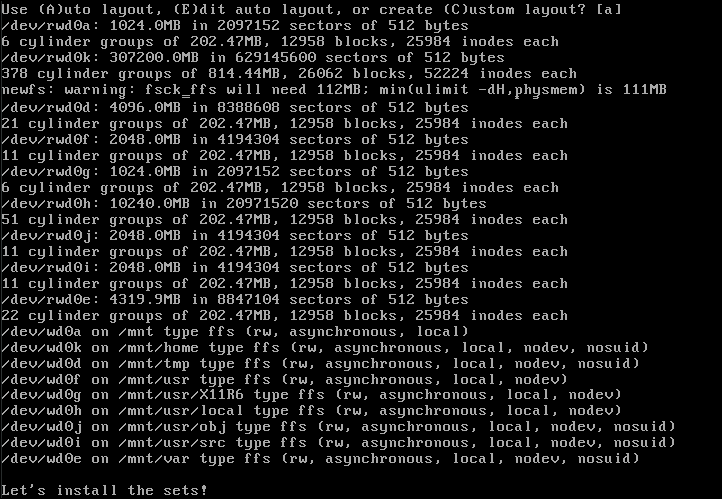 Use (A)uto layout, (E)dit auto layout, or create (C)ustom layout? [a]
/dev/rwd0a: 1024.0MB in 2097152 sectors of 512 bytes
6 cylinder groups of 202.47MB, 12958 blocks, 25984 inodes each
/dev/rwd0k: 307200.0MB in 629145600 sectors of 512 bytes
378 cylinder groups of 814.44MB, 26062 blocks, 52224 inodes each
newfs: warning: fsck_ffs will need 112MB; min(ulimit -dH,physmem) is 111MB
/dev/rwd0d: 4096.0MB in 8388608 sectors of 512 bytes
21 cylinder groups of 202.47MB, 12958 blocks, 25984 inodes each
/dev/rwd0f: 2048.0MB in 4194304 sectors of 512 bytes
11 cylinder groups of 202.47MB, 12958 blocks, 25984 inodes each
/dev/rwd0g: 1024.0MB in 2097152 sectors of 512 bytes
6 cylinder groups of 202.47MB, 12958 blocks, 25984 inodes each
/dev/rwd0h: 10240.0MB in 20971520 sectors of 512 bytes
51 cylinder groups of 202.47MB, 12958 blocks, 25984 inodes each
/dev/rwd0j: 2048.0MB in 4194304 sectors of 512 bytes
11 cylinder groups of 202.47MB, 12958 blocks, 25984 inodes each
/dev/rwd0i: 2048.0MB in 4194304 sectors of 512 bytes
11 cylinder groups of 202.47MB, 12958 blocks, 25984 inodes each
/dev/rwd0e: 4319.9MB in 8847104 sectors of 512 bytes
22 cylinder groups of 202.47MB, 12958 blocks, 25984 inodes each
/dev/wd0a on /mnt type ffs (rw, asynchronous, local)
/dev/wd0k on /mnt/home type ffs (rw, asynchronous, local, nodev, nosuid)
/dev/wd0d on /mnt/tmp type ffs (rw, asynchronous, local, nodev, nosuid)
/dev/wd0f on /mnt/usr type ffs (rw, asynchronous, local, nodev)
/dev/wd0g on /mnt/usr/X11R6 type ffs (rw, asynchronous, local, nodev)
/dev/wd0h on /mnt/usr/local type ffs (rw, asynchronous, local, nodev)
/dev/wd0j on /mnt/usr/obj type ffs (rw, asynchronous, local, nodev, nosuid)
/dev/wd0i on /mnt/usr/src type ffs (rw, asynchronous, local, nodev, nosuid)
/dev/wd0e on /mnt/var type ffs (rw, asynchronous, local, nodev, nosuid)
Let's install the sets!